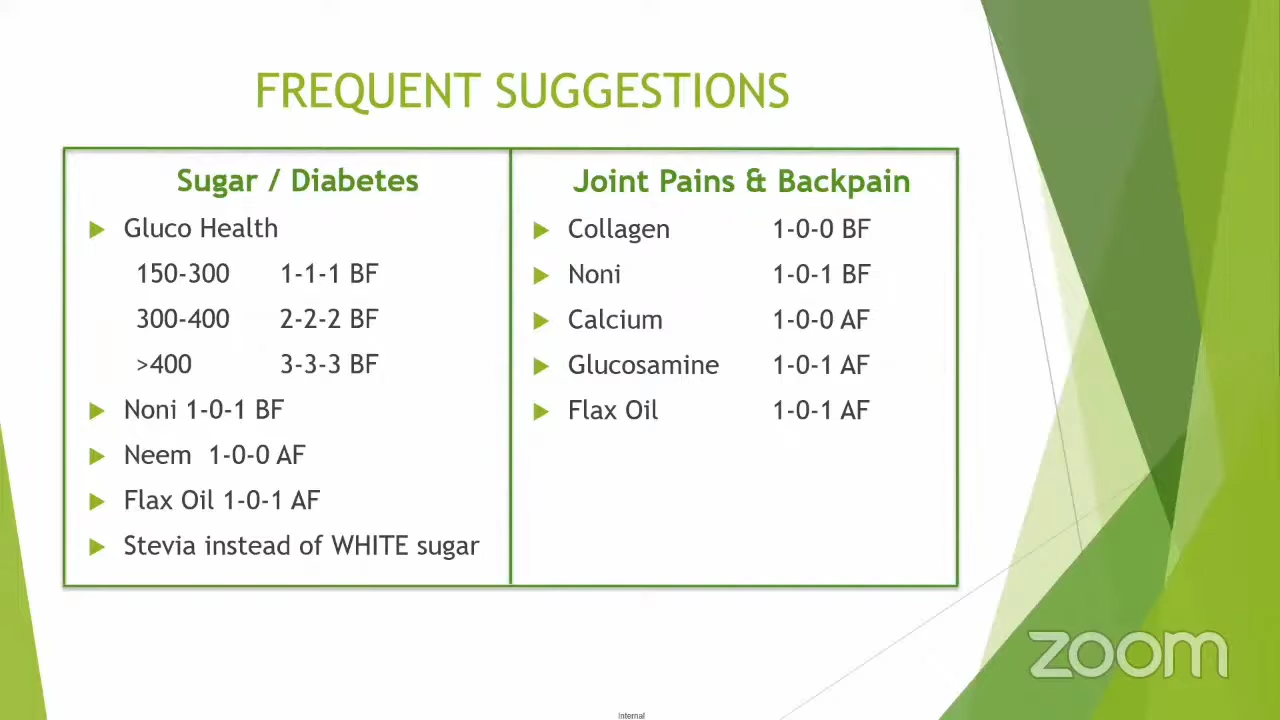 FREQUENT SUGGESTIONS
Sugar / Diabetes
Gluco Health
150-300 1-1-1 BF
300-400 2-2-2 BF
>400 3-3-3 BF
Noni 1-0-1 BF
Neem 1-0-0 AF
Flax Oil 1-0-1 AF
Stevia instead of WHITE sugar
Joint Pains & Backpain
Collagen 1-0-0 BF
Noni 1-0-1 BF
Calcium 1-0-0 AF
Glucosamine 1-0-1 AF
Flax Oil 1-0-1 AF
zoom
Internal